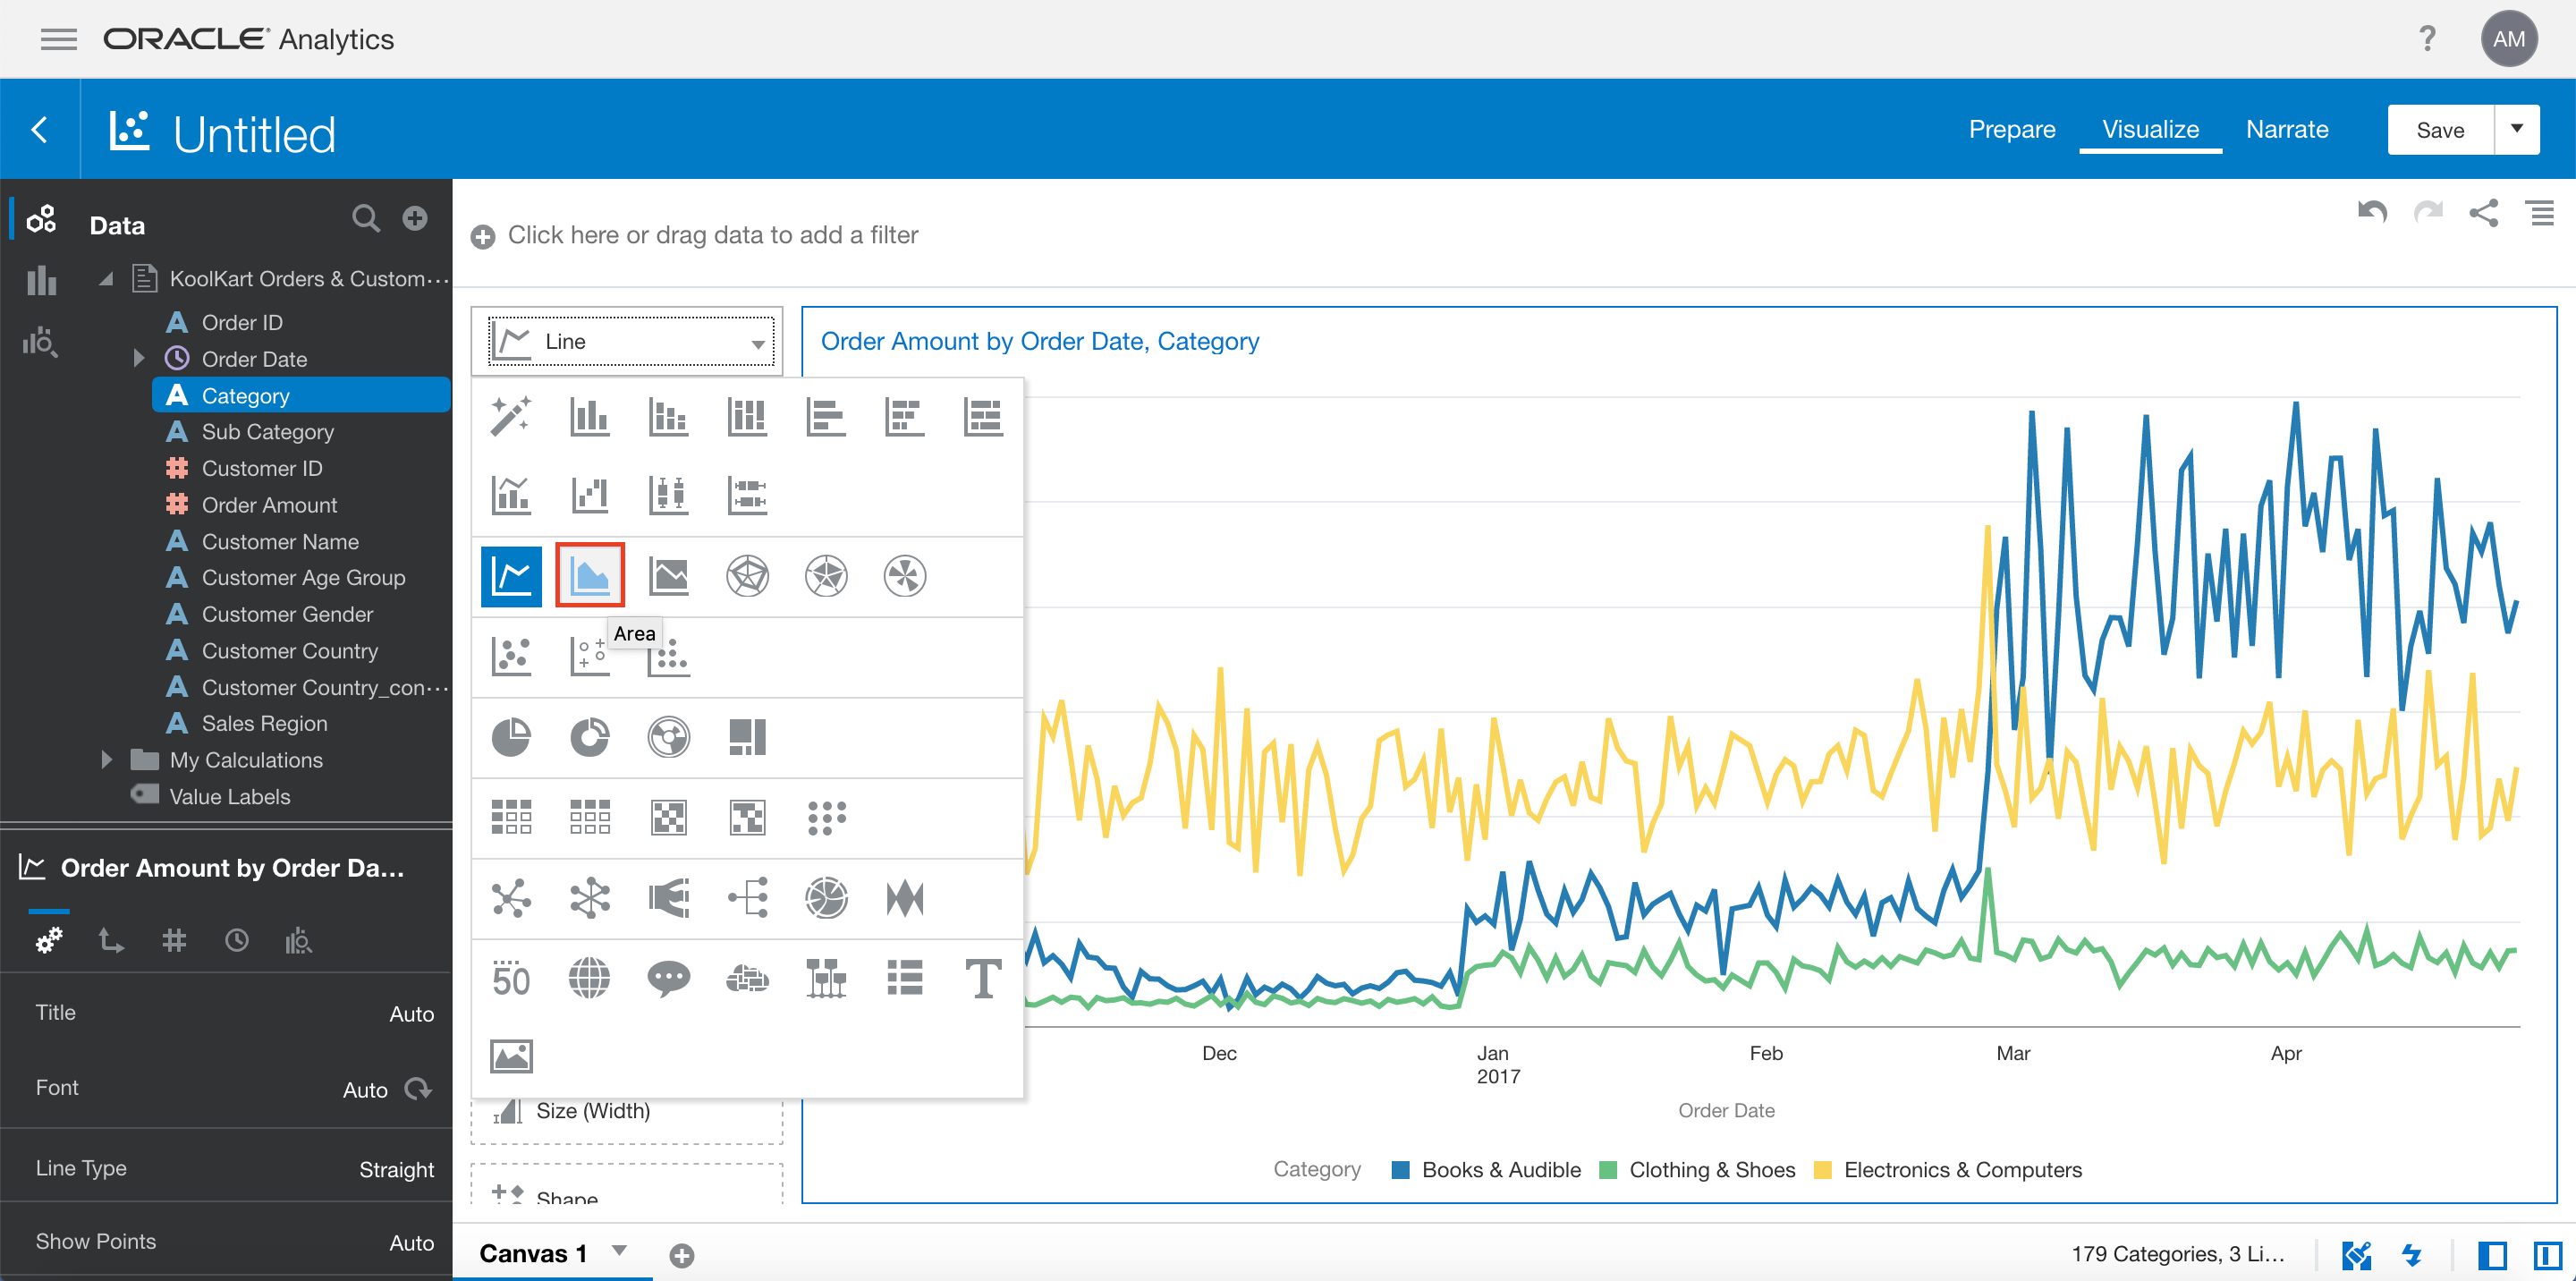 ORACLE® Analytics
?
AM
Untitled
Prepare
Visualize
Narrate
Save
Data
KoolKart Orders & Custom···
Order ID
Order Date
Category
Sub Category
Customer ID
Order Amount
Customer Name
Customer Age Group
Customer Gender
Customer Country
Customer Country_con···
Sales Region
My Calculations
Value Labels
Order Amount by Order Da...
Title
Auto
Font
Auto
Line Type
Straight
Show Points
Auto
Click here or drag data to add a filter
Line
Area
50
T
Size (Width)
Shape
Order Amount by Order Date, Category
Dec
Jan
2017
Feb
Mar
Apr
Order Date
Category
Books & Audible
Clothing & Shoes
Electronics & Computers
Canvas 1
179 Categories, 3 Li...